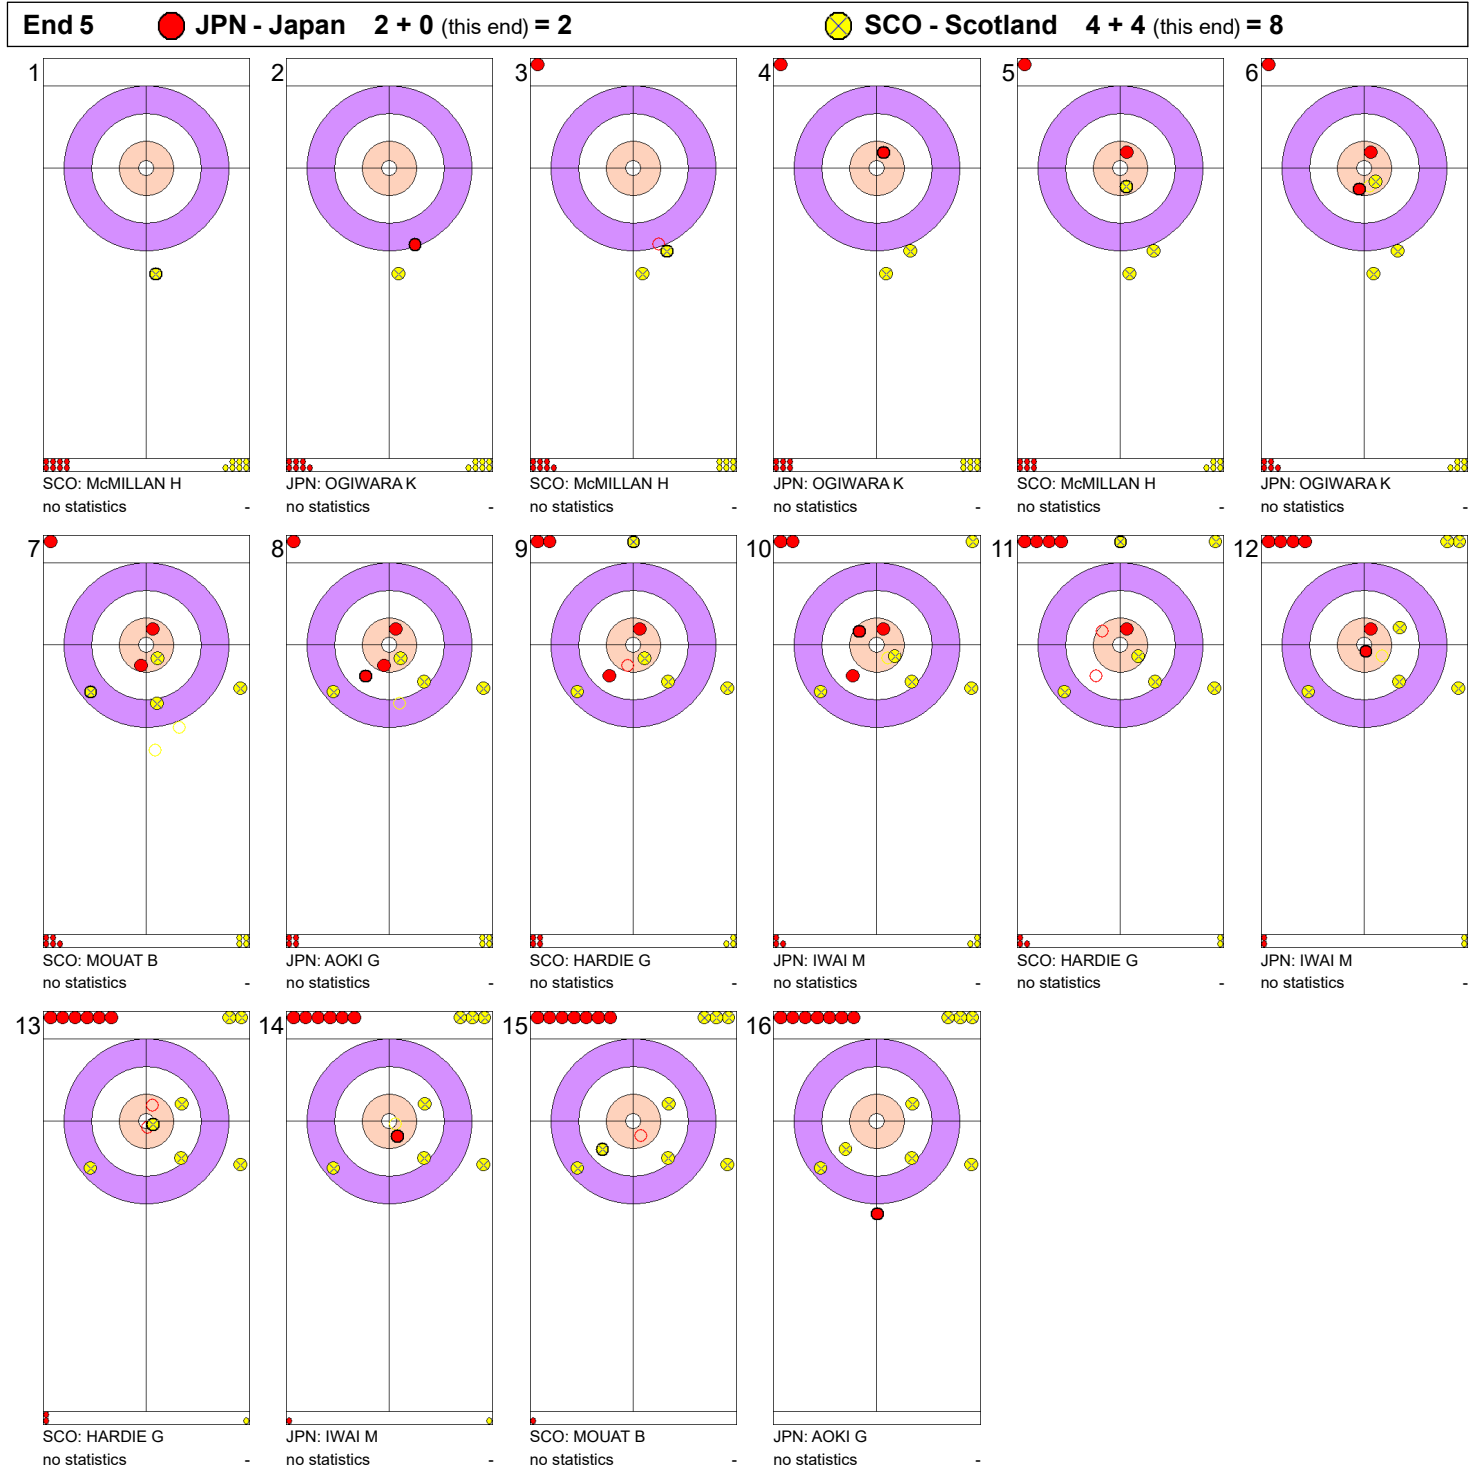 End 5 JPN - Japan 2 + 0 (this end) = 2 SCO - Scotland 4 + 4 (this end) = 8
1 2 3 4 5 6
SCO: McMILLAN H JPN: OGIWARA K SCO: McMILLAN H JPN: OGIWARA K SCO: McMILLAN H JPN: OGIWARA K
no statistics - no statistics - no statistics - no statistics - no statistics - no statistics -
7 8 9 10 11 12
SCO: MOUAT B JPN: AOKI G SCO: HARDIE G JPN: IWAI M SCO: HARDIE G JPN: IWAI M
no statistics - no statistics - no statistics - no statistics - no statistics - no statistics -
13 14 15 16
SCO: HARDIE G JPN: IWAI M SCO: MOUAT B JPN: AOKI G
no statistics - no statistics - no statistics - no statistics -